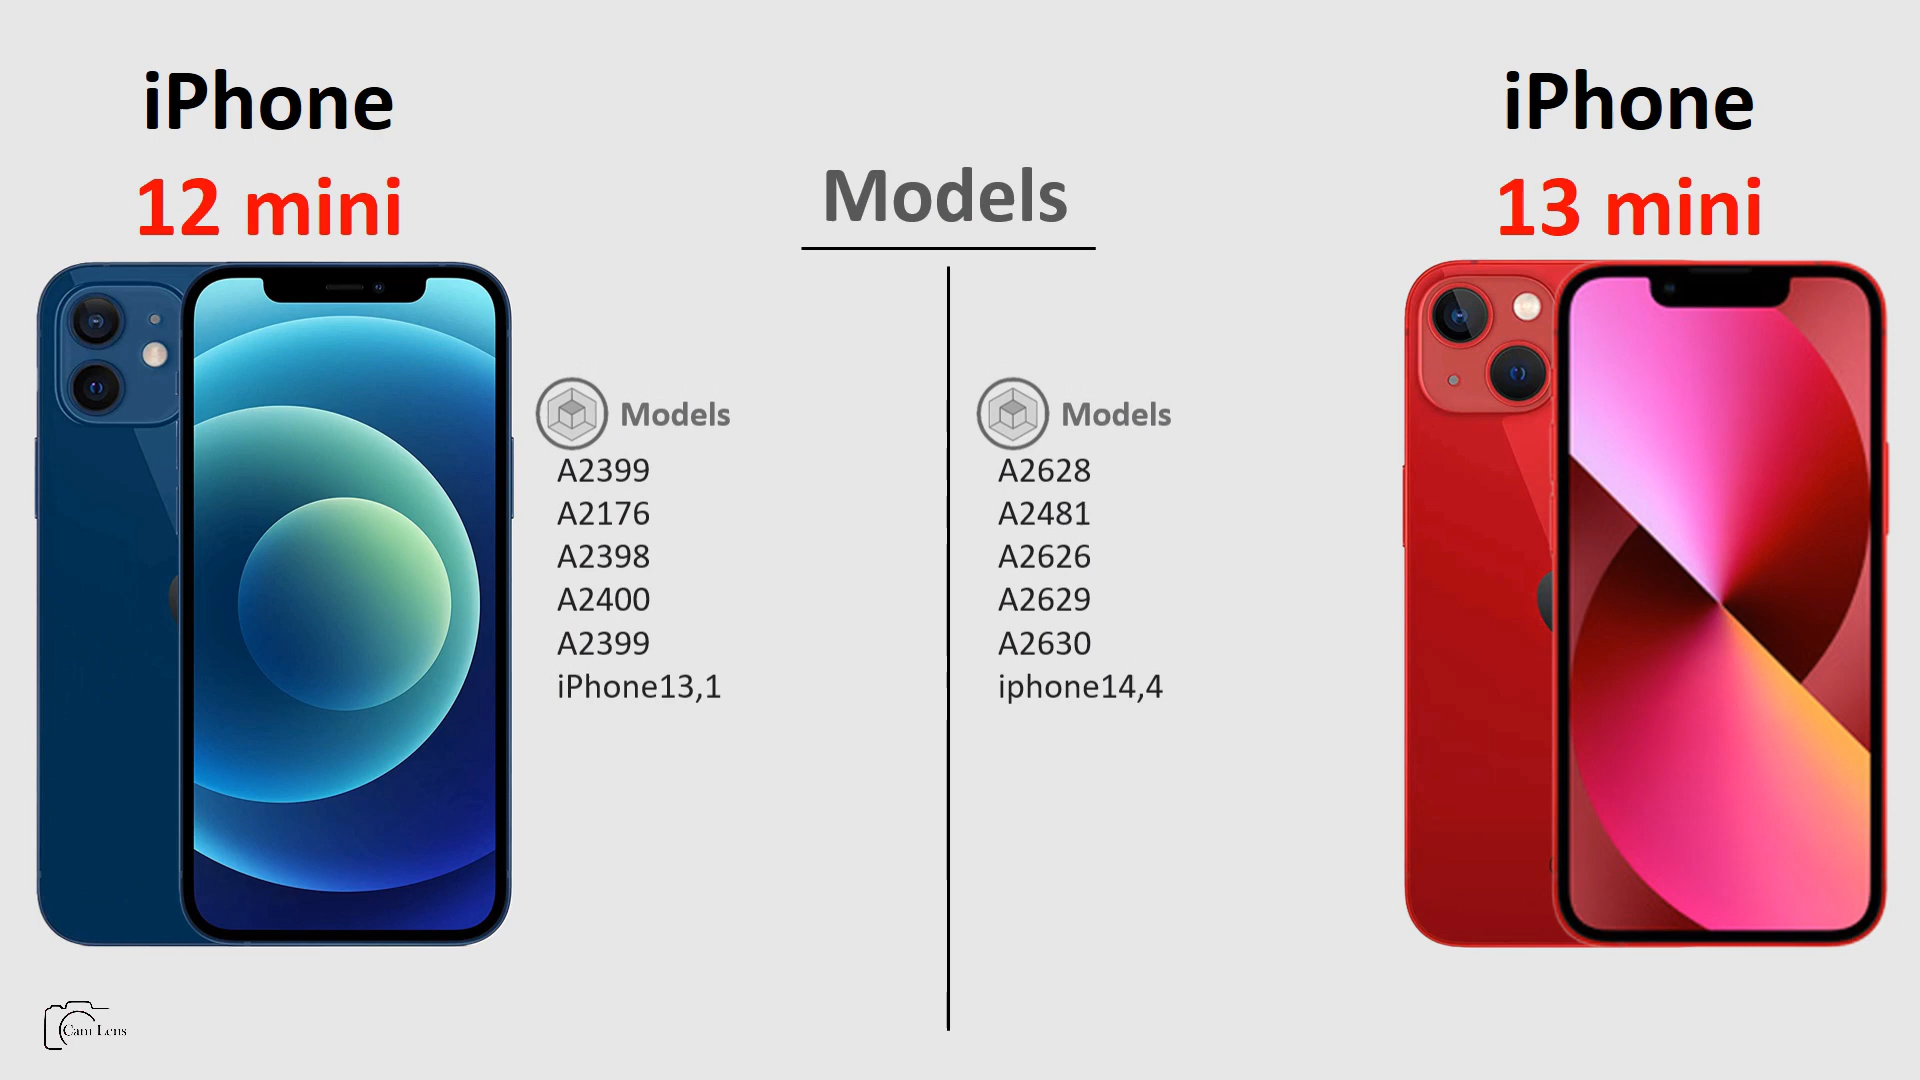 iPhone
12 mini
iPhone
13 mini
Models
Models
A2399
A2176
A2398
A2400
A2399
iPhone13,1
Models
A2628
A2481
A2626
A2629
A2630
iphone14,4
Cam Lens